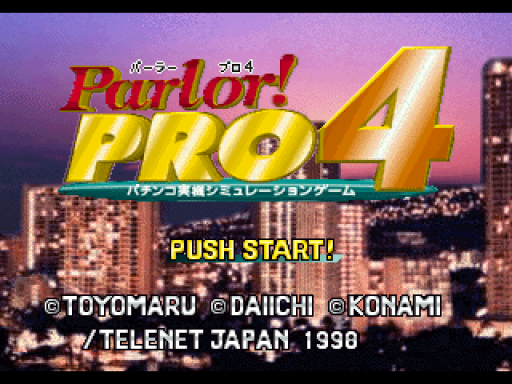 パーラー プロ4
Parlor!
PRO 4
パチンコ実機シミュレーションゲーム
PUSH START!
©TOYOMARU ©DAIICHI ©KONAMI
/TELENET JAPAN 1998